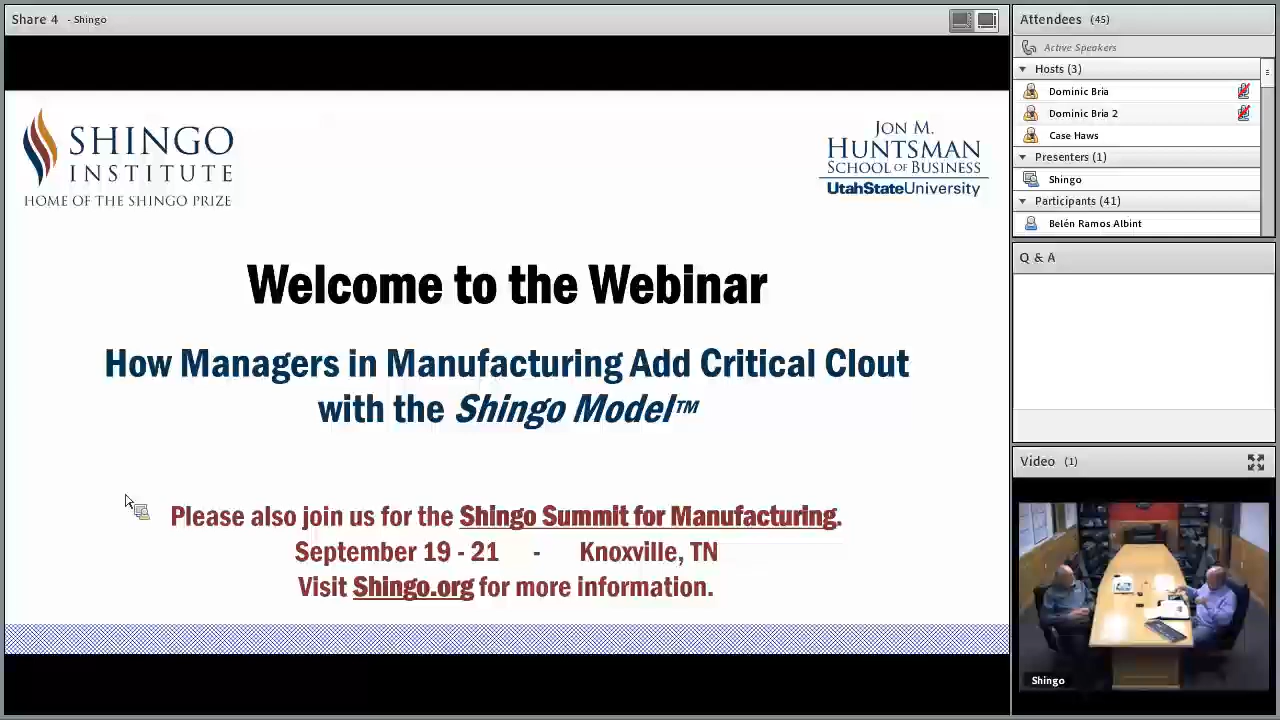 Share 4 - Shingo
SHINGO
INSTITUTE
HOME OF THE SHINGO PRIZE
JON M.
HUNTSMAN
SCHOOL OF BUSINESS
UtahStateUniversity
Welcome to the Webinar
How Managers in Manufacturing Add Critical Clout
with the Shingo Model™
Please also join us for the Shingo Summit for Manufacturing.
September 19 - 21 - Knoxville, TN
Visit Shingo.org for more information.
Attendees (45)
Active Speakers
Hosts (3)
Dominic Bria
Dominic Bria 2
Case Haws
Presenters (1)
Shingo
Participants (41)
Belén Ramos Albint
Q & A
Video (1)
Shingo